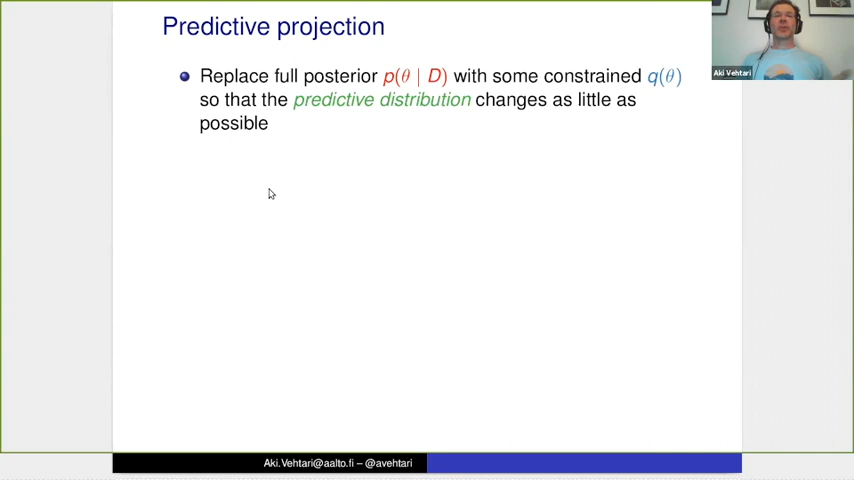 Predictive projection
Replace full posterior p(θ | D) with some constrained q(θ)
so that the predictive distribution changes as little as
possible
Aki Vehtari
Aki.Vehtari@aalto.fi – @avehtari